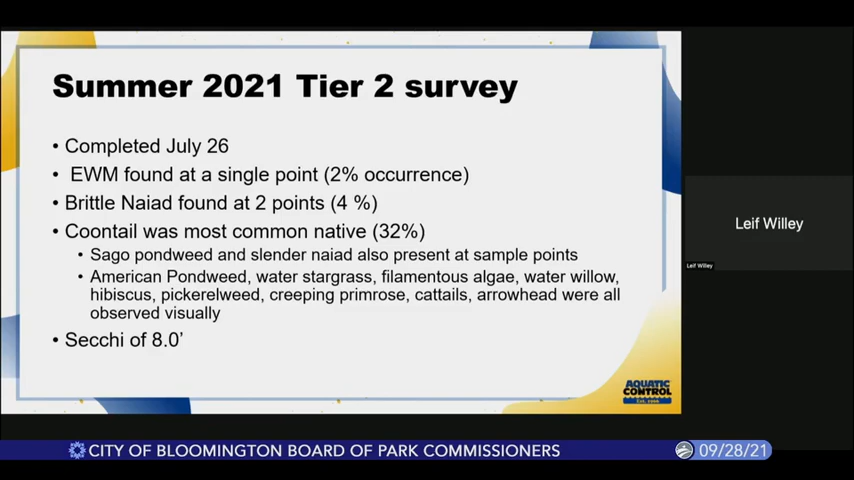 Summer 2021 Tier 2 survey
• Completed July 26
• EWM found at a single point (2% occurrence)
• Brittle Naiad found at 2 points (4 %)
• Coontail was most common native (32%)
• Sago pondweed and slender naiad also present at sample points
• American Pondweed, water stargrass, filamentous algae, water willow,
hibiscus, pickerelweed, creeping primrose, cattails, arrowhead were all
observed visually
• Secchi of 8.0’
AQUATIC
CONTROL
Est. 1966
Leif Willey
Leif Willey
CITY OF BLOOMINGTON BOARD OF PARK COMMISSIONERS
09/28/21